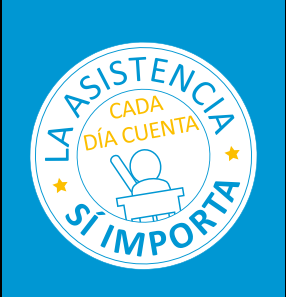 LA ASISTENCIA
CADA
DÍA CUENTA
SÍ IMPORTA